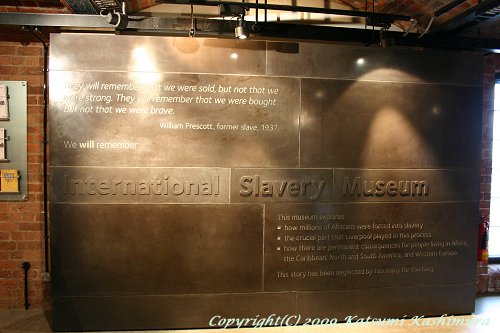 They will remember that we were sold, but not that
we were strong. They will remember that we were bought,
but not that we were brave.
William Prescott, former slave, 1937
We will remember
International Slavery Museum
This museum explores
how millions of Africans were forced into slavery
the crucial part that Liverpool played in this process
how there are permanent consequences for people living in Africa,
the Caribbean, North and South America, and Western Europe.
This story has been neglected by too many for too long.
Copyright(C) 2009 Katsumi Kashimura